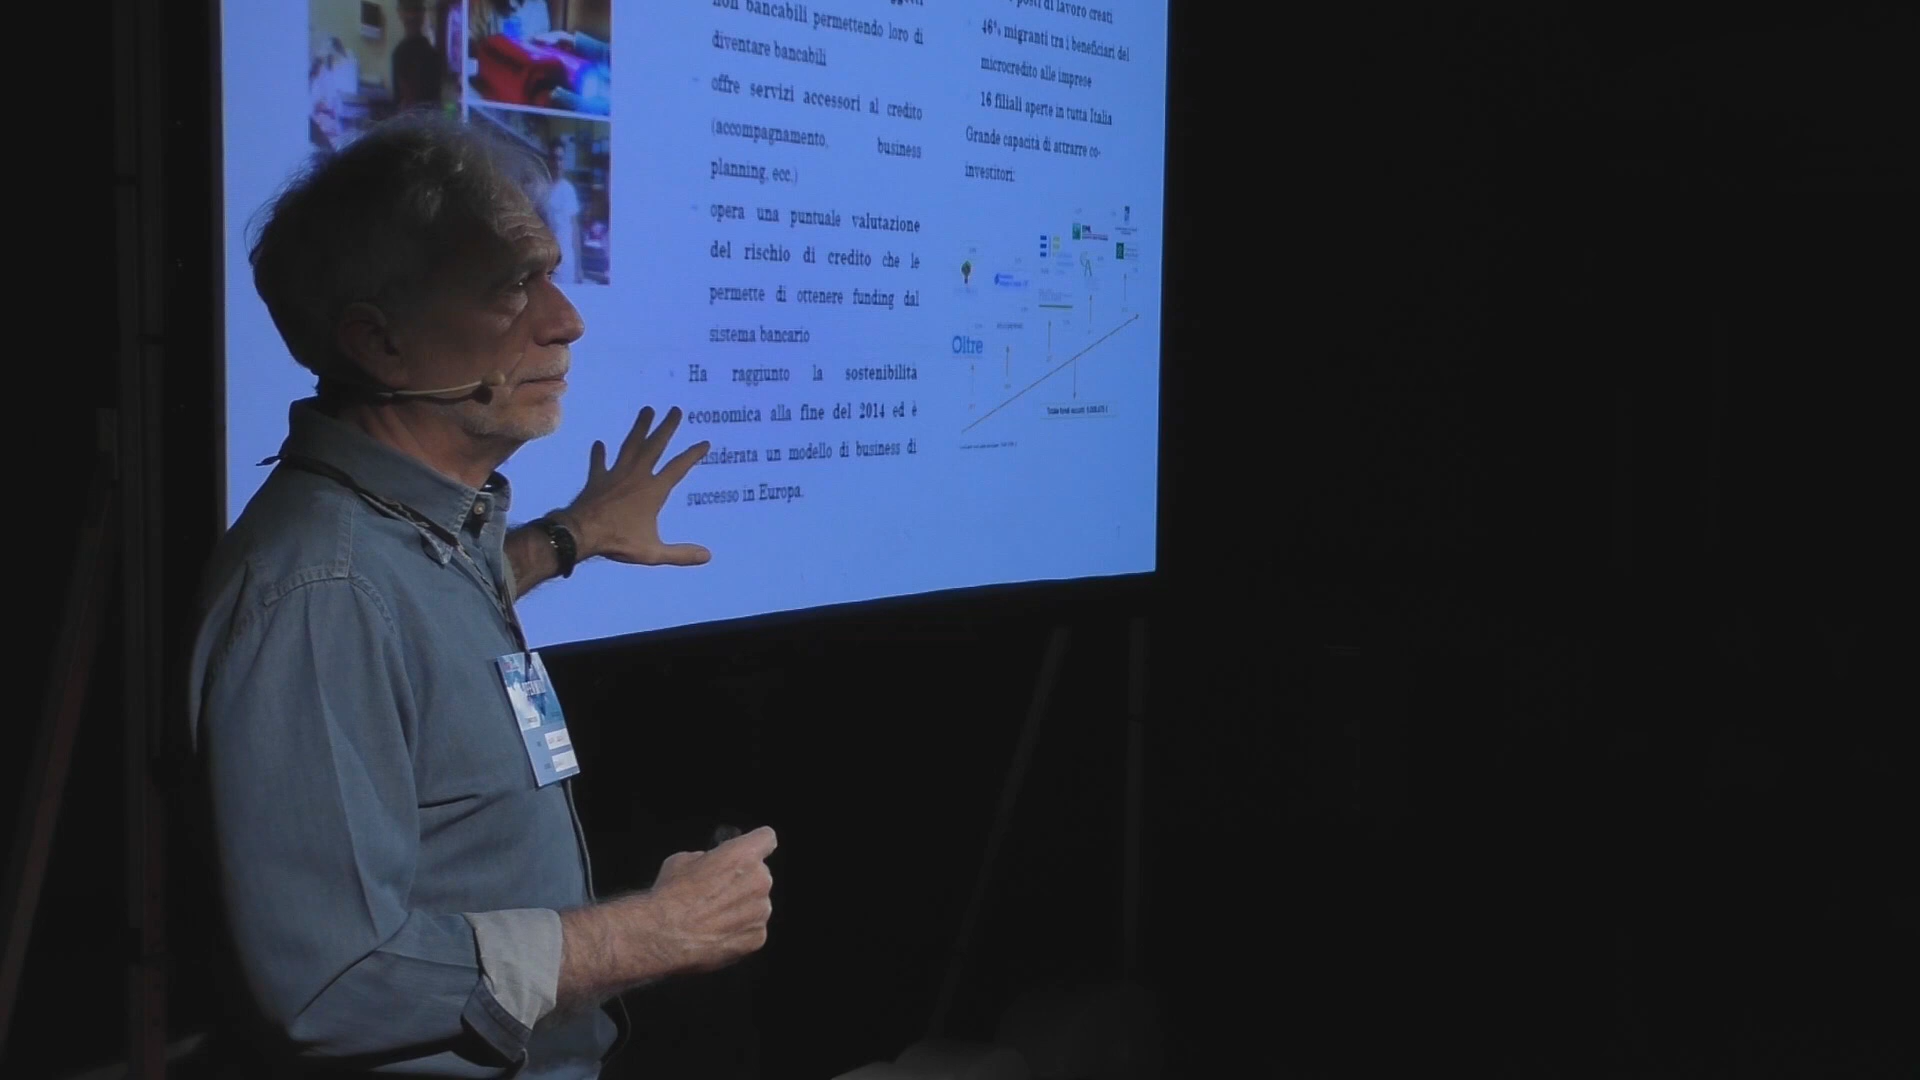 non bancabili permettendo loro di
diventare bancabili
offre servizi accessori al credito
(accompagnamento, business
planning, ecc.)
opera una puntuale valutazione
del rischio di credito che le
permette di ottenere funding dal
sistema bancario
Ha raggiunto la sostenibilità
economica alla fine del 2014 ed è
considerata un modello di business di
successo in Europa.
posti di lavoro creati
46% migranti tra i beneficiari del
microcredito alle imprese
16 filiali aperte in tutta Italia
Grande capacità di attrarre co-
investitori:
Oltre